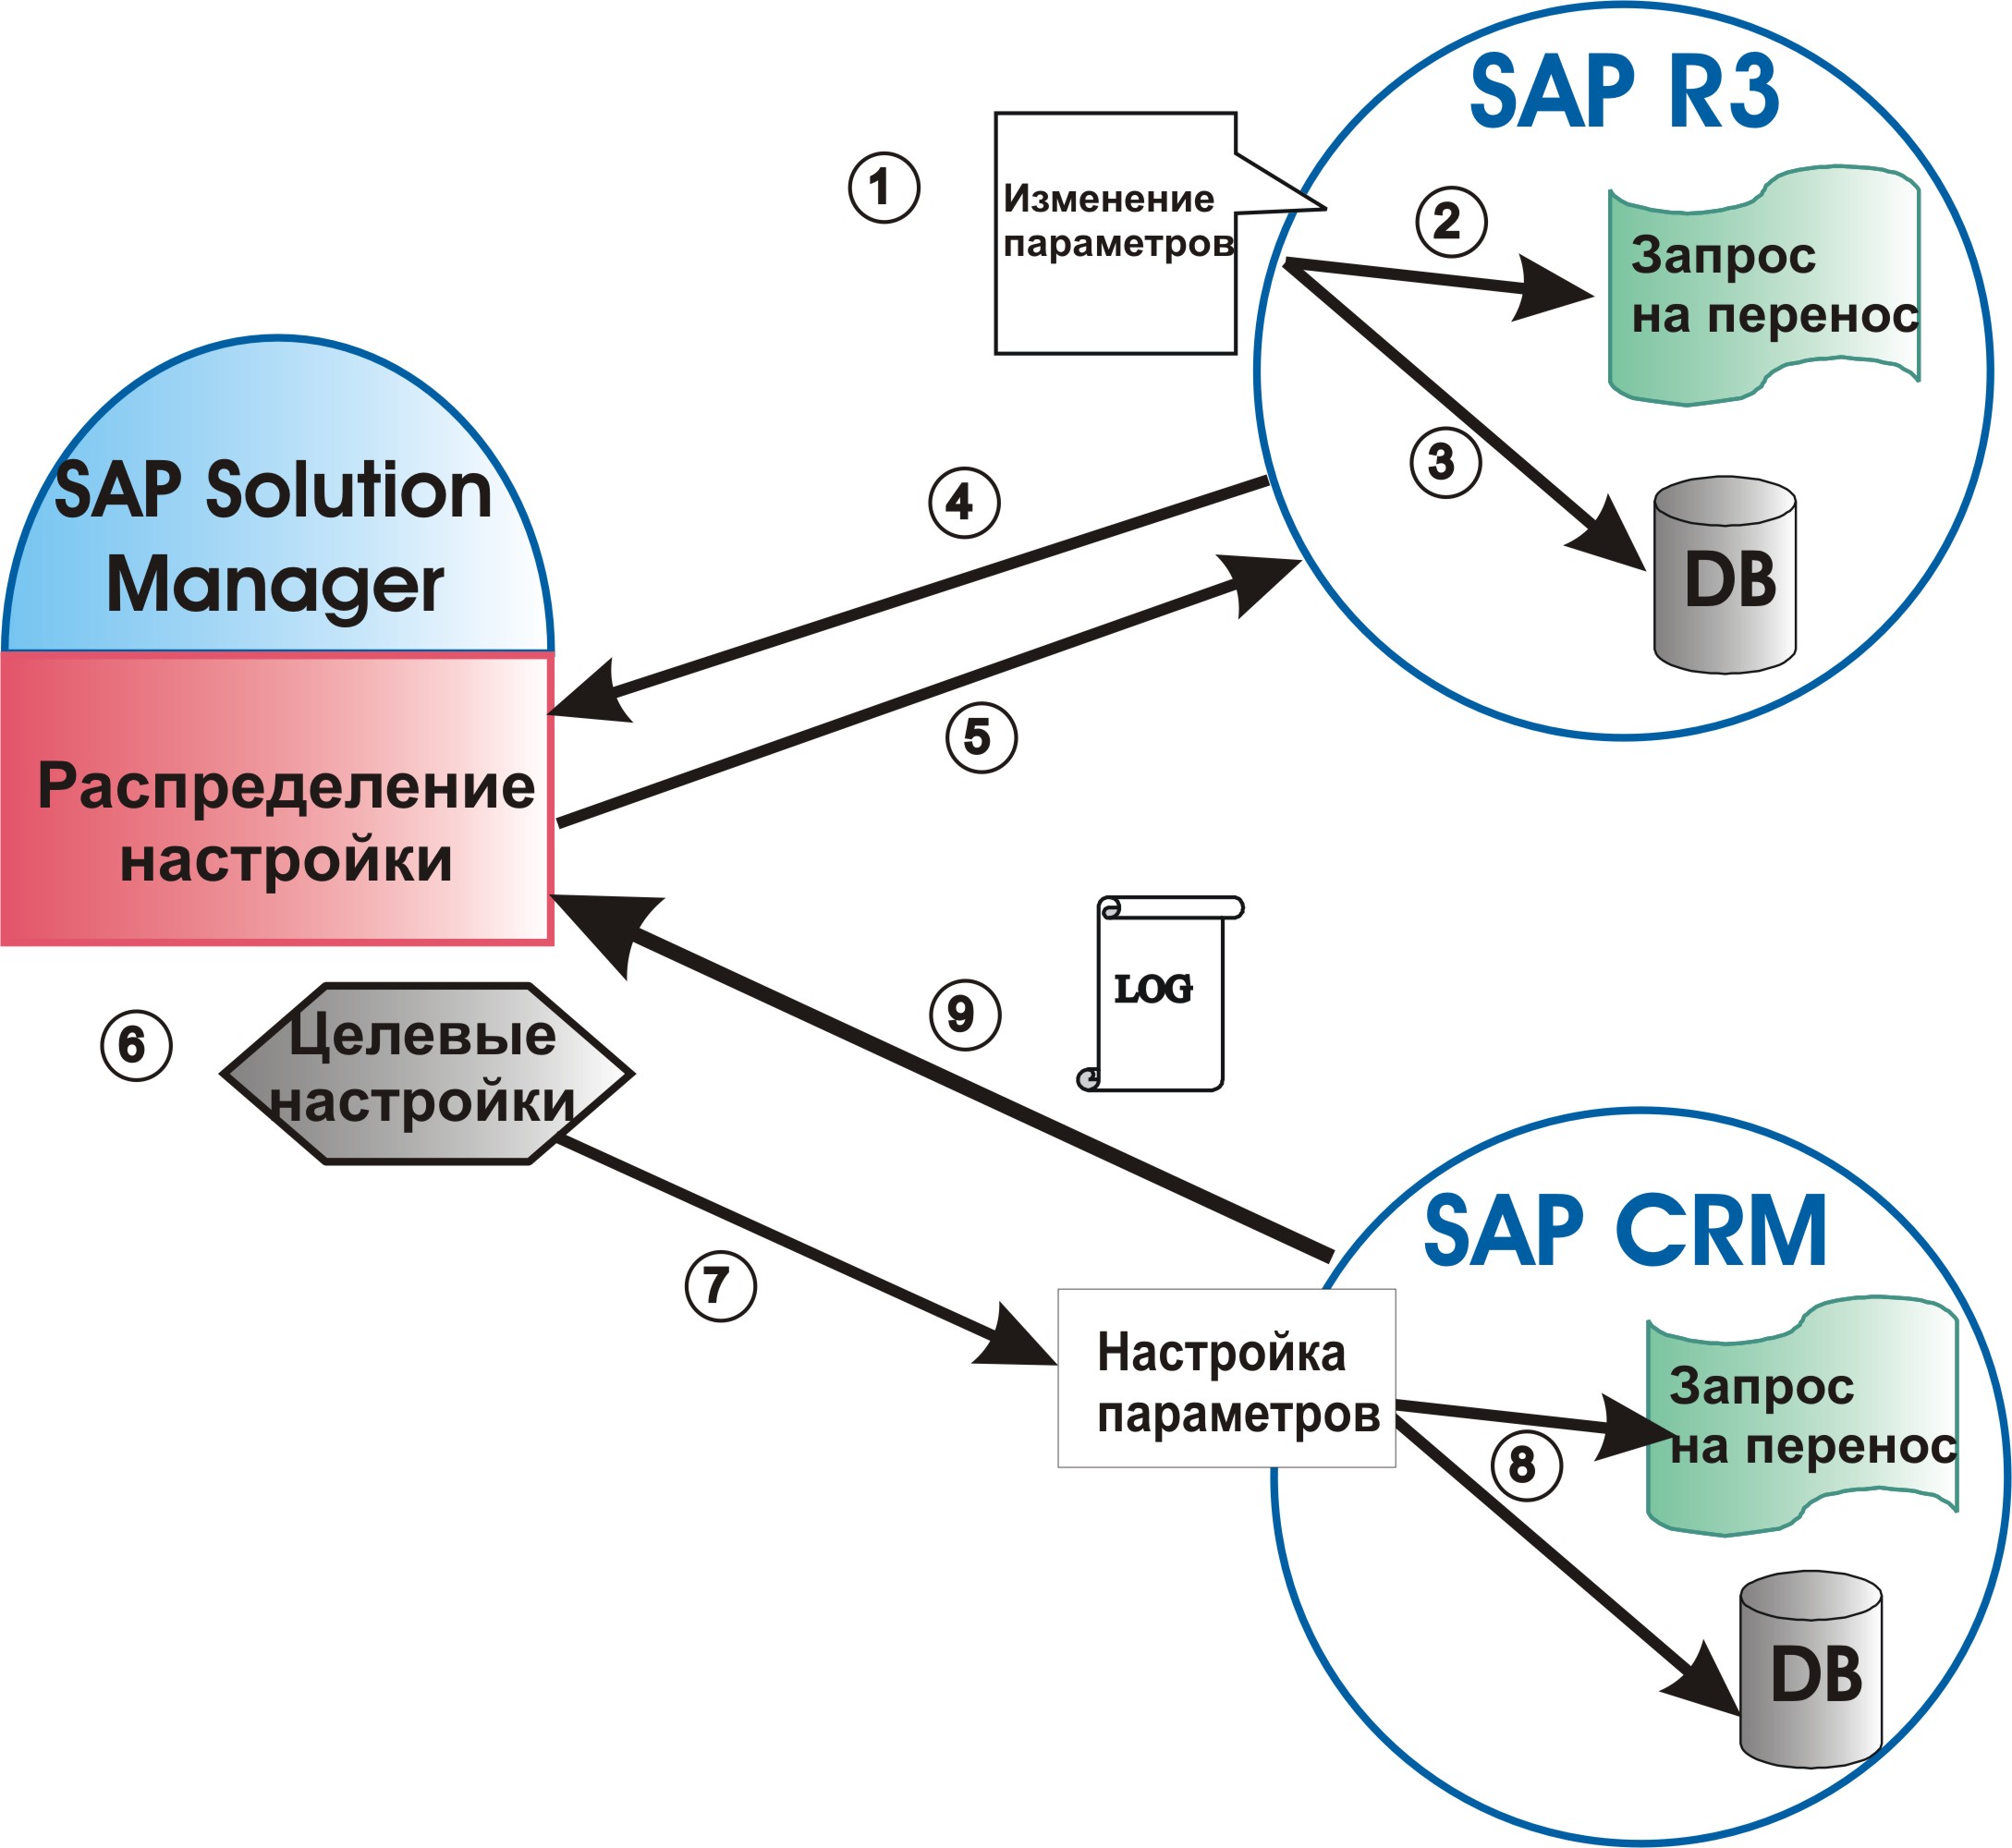 SAP R3
1
Изменение
параметров
2
Запрос
на перенос
3
DB
SAP Solution
Manager
4
5
Распределение
настройки
6
Целевые
настройки
9
LOG
7
SAP CRM
Настройка
параметров
8
Запрос
на перенос
DB